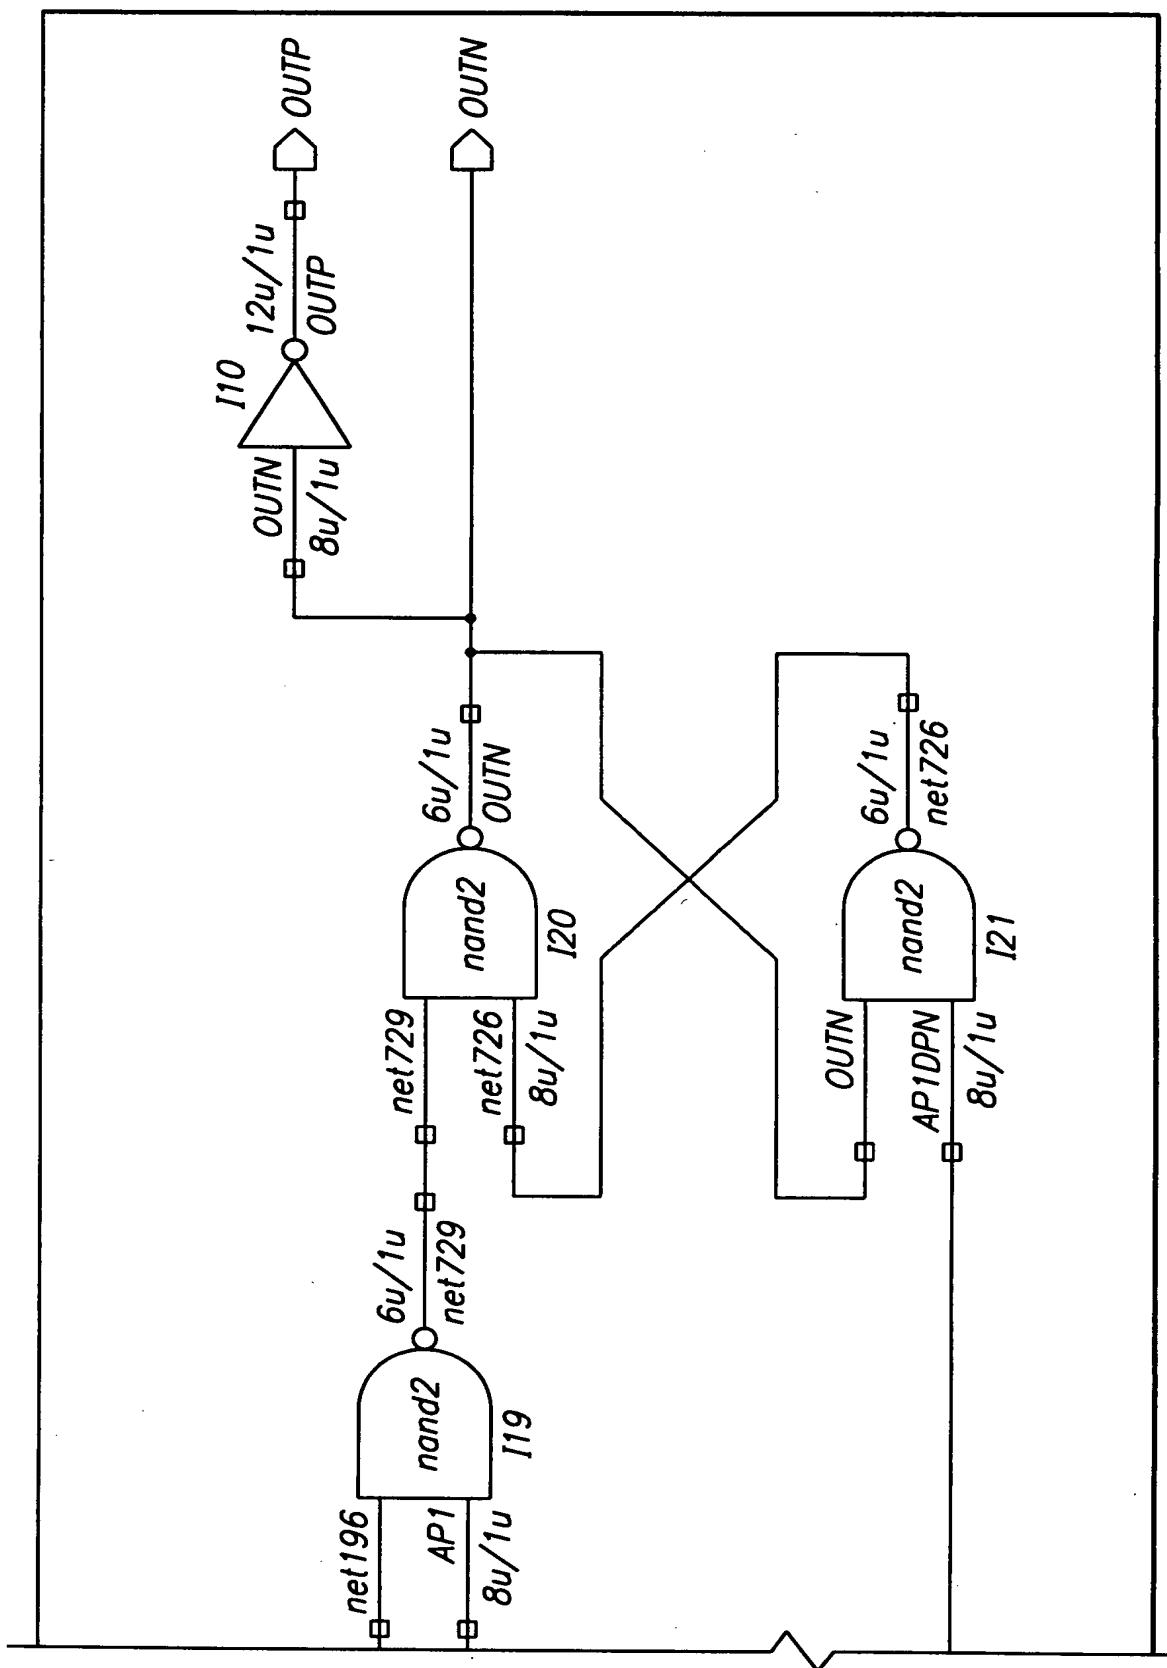 net196
AP1
8u/1u
nand2
I19
6u/1u
net729
net729
net726
8u/1u
nand2
I20
6u/1u
OUTN
OUTN
8u/1u
I10
12u/1u
OUTP
OUTP
OUTN
OUTN
AP1DPN
8u/1u
nand2
I21
6u/1u
net726